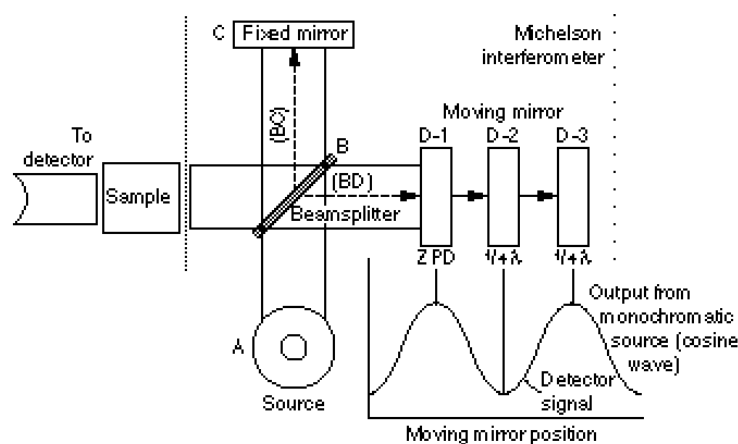 C Fixed mirror
Michelson
interferometer
(BC)
Moving mirror
D-1 D-2 D-3
To
detector
B
Sample
(BD)
Beamsplitter
ZPD 1/4 λ 1/4 λ
A
Source
Output from
monochromatic
source (cosine
wave)
Detector
signal
Moving mirror position